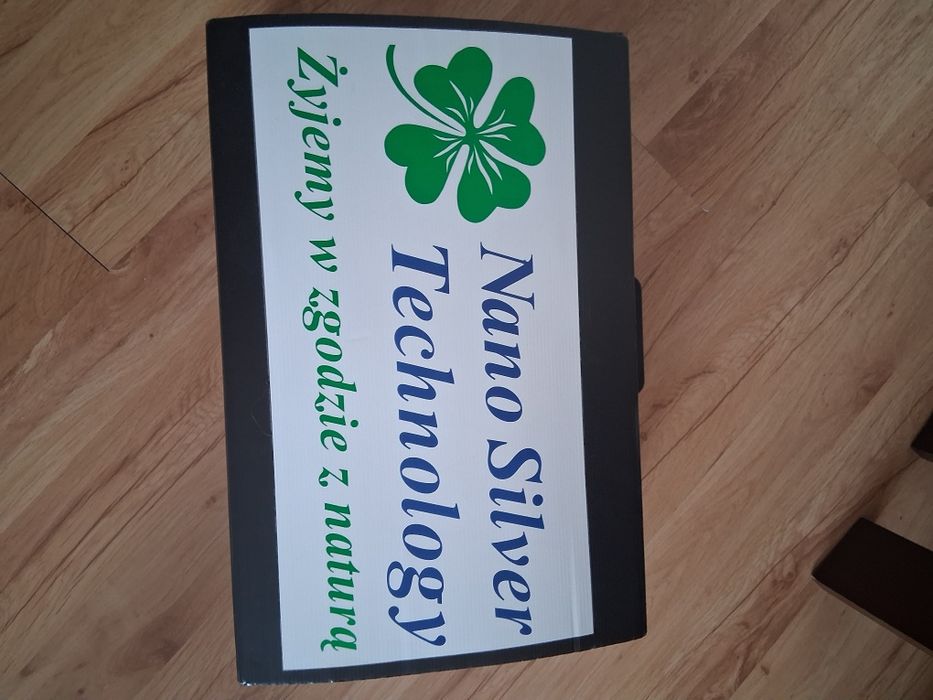 Nano Silver
Technology
Żyjemy w zgodzie z naturą